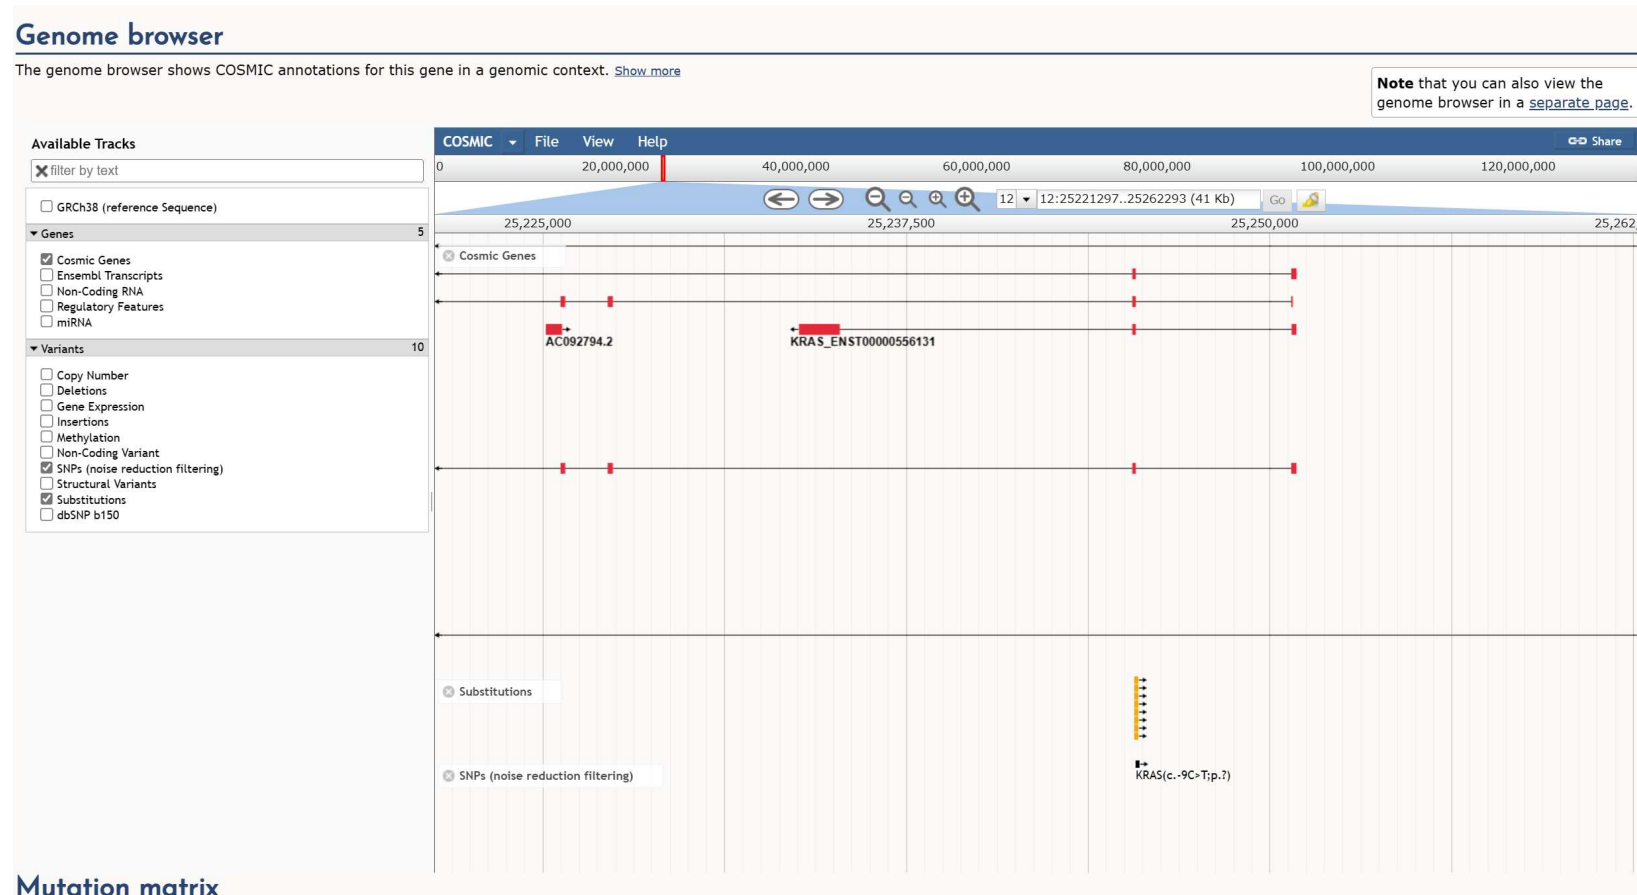 Genome browser
The genome browser shows COSMIC annotations for this gene in a genomic context. Show more
Note that you can also view the
genome browser in a separate page.
Available Tracks
filter by text
GRCh38 (reference Sequence)
Genes 5
Cosmic Genes
Ensembl Transcripts
Non-Coding RNA
Regulatory Features
miRNA
Variants 10
Copy Number
Deletions
Gene Expression
Insertions
Methylation
Non-Coding Variant
SNPs (noise reduction filtering)
Structural Variants
Substitutions
dbSNP b150
COSMIC File View Help Share
0 20,000,000 40,000,000 60,000,000 80,000,000 100,000,000 120,000,000
12 12:25221297..25262293 (41 Kb) Go
25,225,000 25,237,500 25,250,000 25,262,
Cosmic Genes
AC092794.2 KRAS_ENST00000556131
Substitutions
SNPs (noise reduction filtering)
KRAS(c.-9C>T;p.?)
Mutation matrix